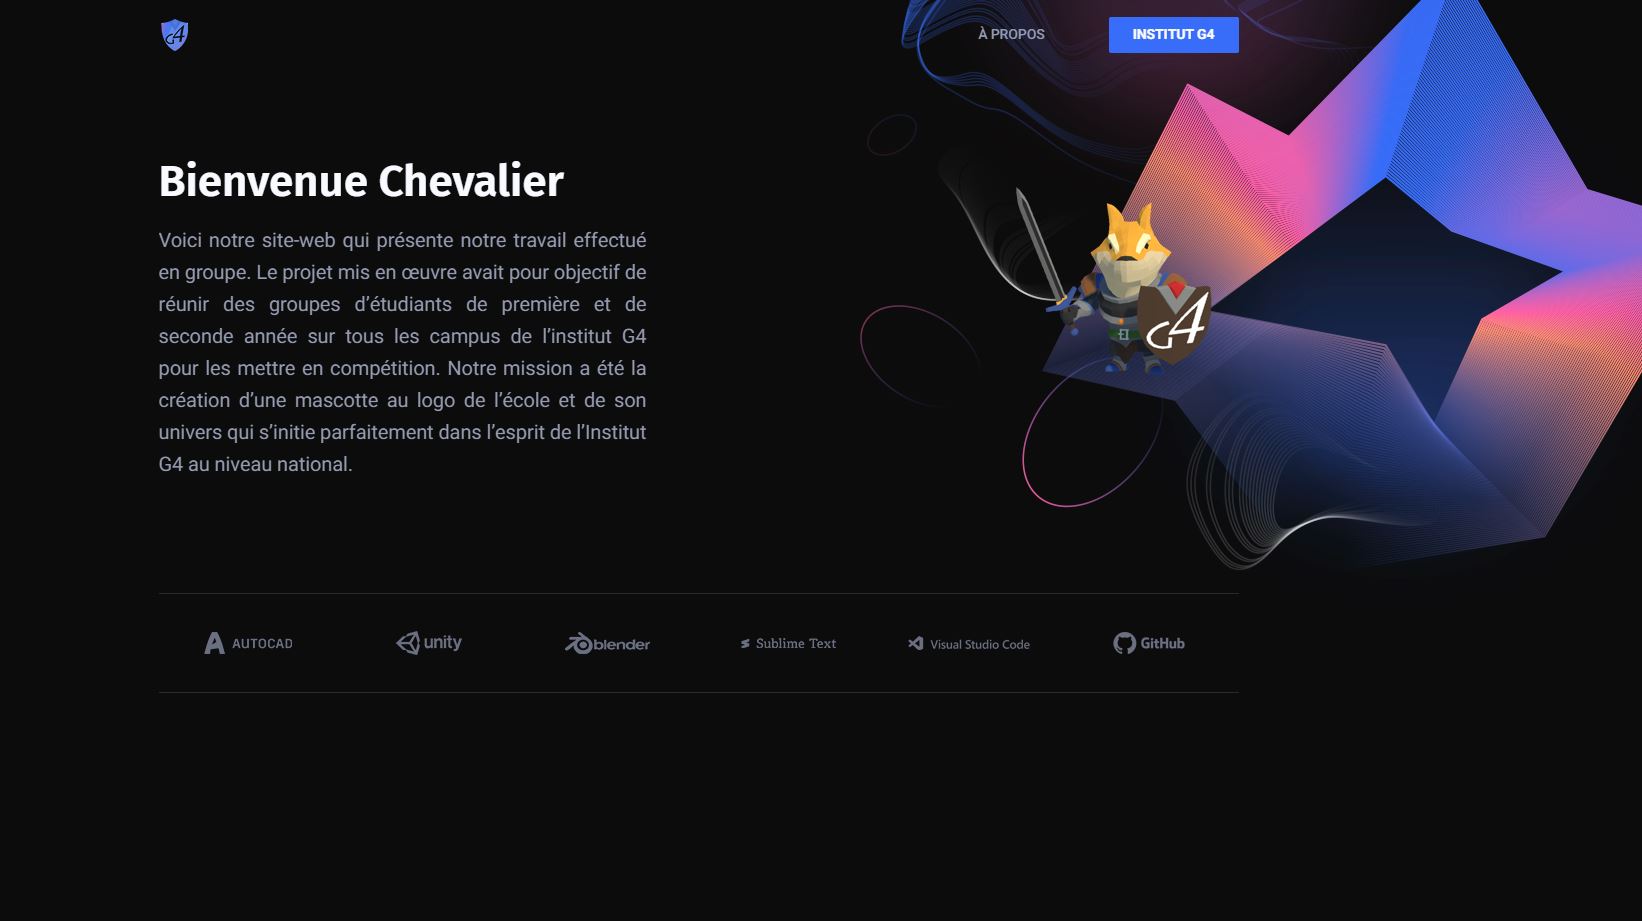 G4
À PROPOS
INSTITUT G4
Bienvenue Chevalier
Voici notre site-web qui présente notre travail effectué
en groupe. Le projet mis en œuvre avait pour objectif de
réunir des groupes d’étudiants de première et de
seconde année sur tous les campus de l’institut G4
pour les mettre en compétition. Notre mission a été la
création d’une mascotte au logo de l’école et de son
univers qui s’initie parfaitement dans l’esprit de l’Institut
G4 au niveau national.
G4
AUTOCAD
unity
blender
Sublime Text
Visual Studio Code
GitHub